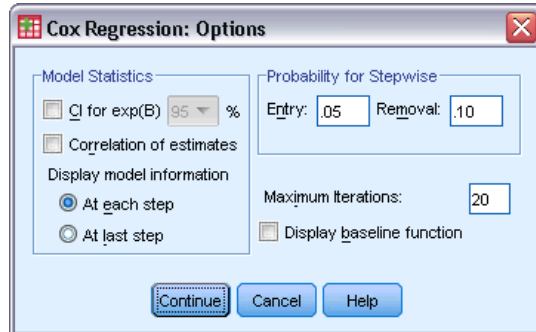 Cox Regression: Options
Model Statistics
CI for exp(B) 95 %
Correlation of estimates
Display model information
At each step
At last step
Probability for Stepwise
Entry: .05 Removal: .10
Maximum Iterations: 20
Display baseline function
Continue Cancel Help